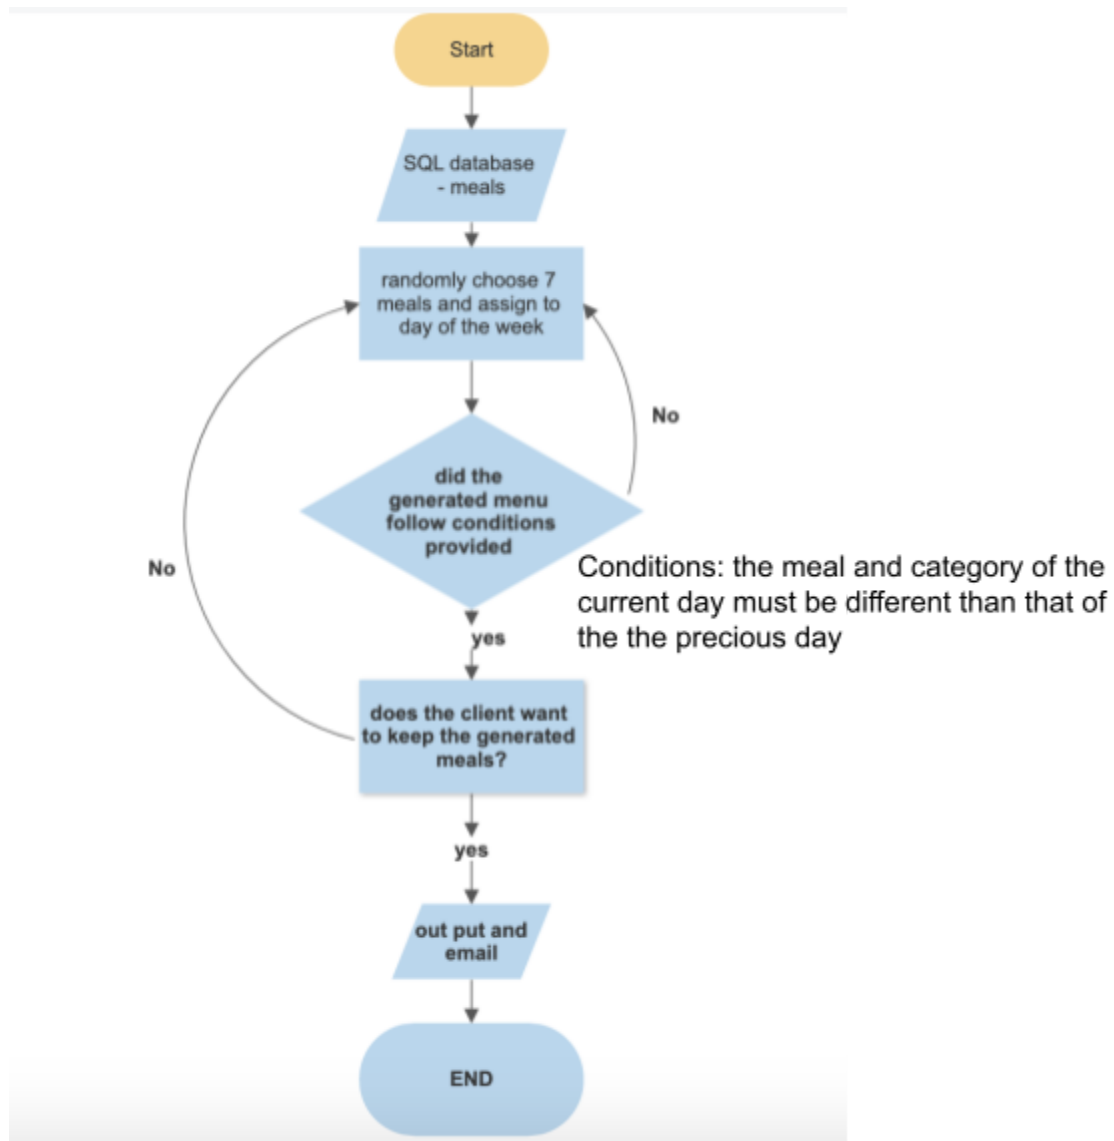 Start
SQL database
- meals
randomly choose 7
meals and assign to
day of the week
No
did the
generated menu
follow conditions
provided
Conditions: the meal and category of the
current day must be different than that of
the the precious day
No
yes
does the client want
to keep the generated
meals?
yes
out put and
email
END